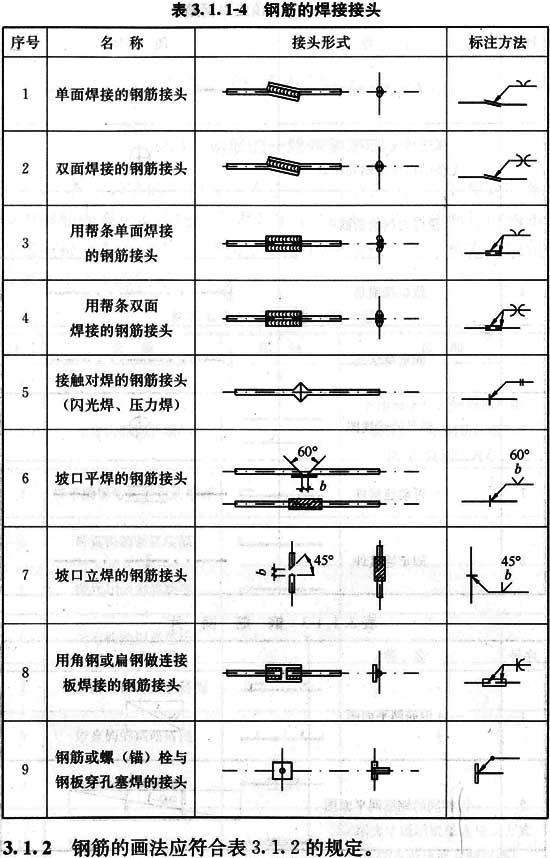 表3.1.1-4 钢筋的焊接接头
序号 名 称 接头形式 标注方法
1 单面焊接的钢筋接头
2 双面焊接的钢筋接头
3 用帮条单面焊接
的钢筋接头
4 用帮条双面
焊接的钢筋接头
5 接触对焊的钢筋接头
(闪光焊、压力焊)
6 坡口平焊的钢筋接头
60°
b
60°
b
7 坡口立焊的钢筋接头
b
45°
45°
b
8 用角钢或扁钢做连接
板焊接的钢筋接头
K
9 钢筋或螺(锚)栓与
钢板穿孔塞焊的接头
3.1.2 钢筋的画法应符合表3.1.2的规定。